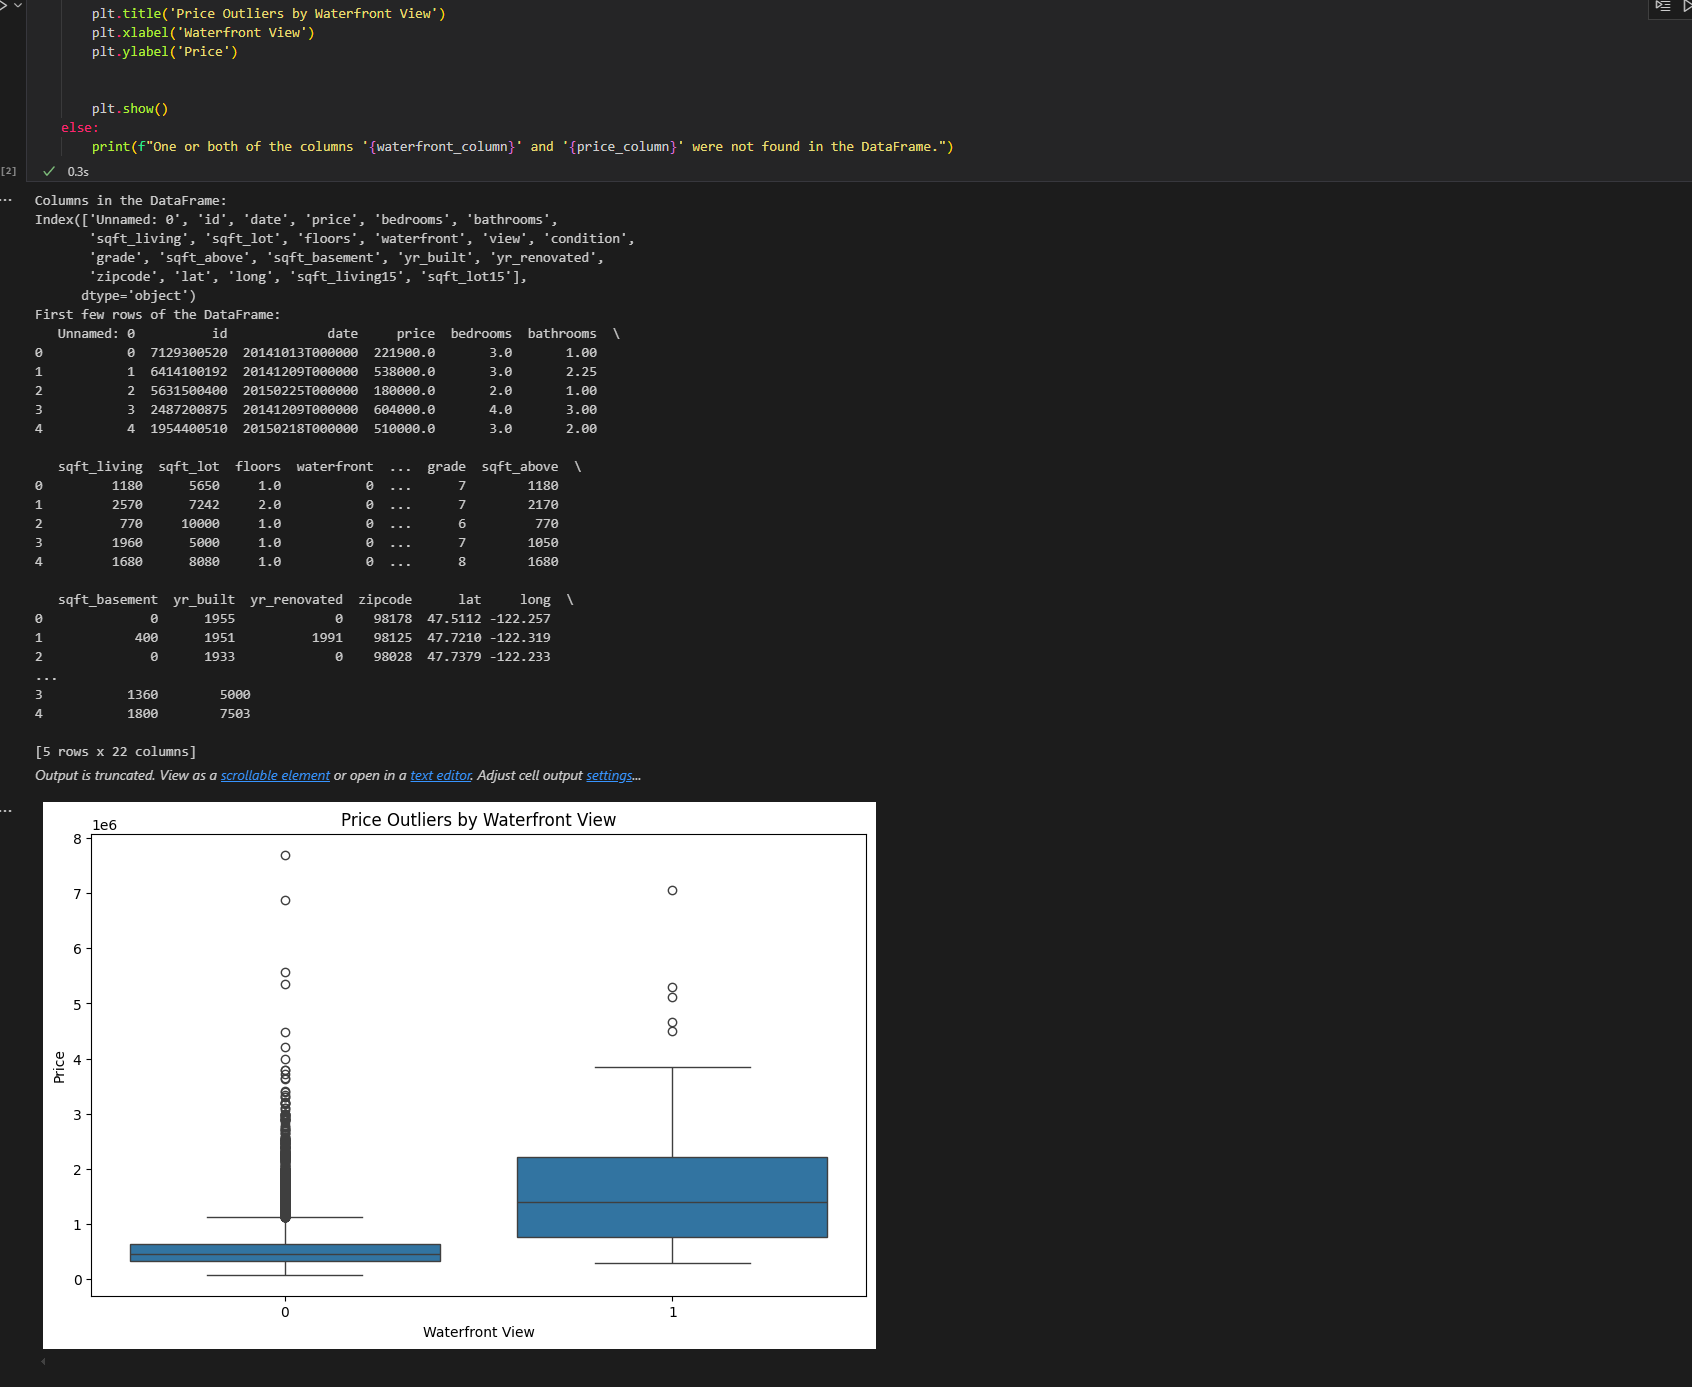 plt.title('Price Outliers by Waterfront View')
plt.xlabel('Waterfront View')
plt.ylabel('Price')
plt.show()
else:
print(f"One or both of the columns '{waterfront_column}' and '{price_column}' were not found in the DataFrame.")
[2] 0.3s
Columns in the DataFrame:
Index(['Unnamed: 0', 'id', 'date', 'price', 'bedrooms', 'bathrooms',
'sqft_living', 'sqft_lot', 'floors', 'waterfront', 'view', 'condition',
'grade', 'sqft_above', 'sqft_basement', 'yr_built', 'yr_renovated',
'zipcode', 'lat', 'long', 'sqft_living15', 'sqft_lot15'],
dtype='object')
First few rows of the DataFrame:
Unnamed: 0 id date price bedrooms bathrooms \
0 0 7129300520 20141013T000000 221900.0 3.0 1.00
1 1 6414100192 20141209T000000 538000.0 3.0 2.25
2 2 5631500400 20150225T000000 180000.0 2.0 1.00
3 3 2487200875 20141209T000000 604000.0 4.0 3.00
4 4 1954400510 20150218T000000 510000.0 3.0 2.00
sqft_living sqft_lot floors waterfront ... grade sqft_above \
0 1180 5650 1.0 0 ... 7 1180
1 2570 7242 2.0 0 ... 7 2170
2 770 10000 1.0 0 ... 6 770
3 1960 5000 1.0 0 ... 7 1050
4 1680 8080 1.0 0 ... 8 1680
sqft_basement yr_built yr_renovated zipcode lat long \
0 0 1955 0 98178 47.5112 -122.257
1 400 1951 1991 98125 47.7210 -122.319
2 0 1933 0 98028 47.7379 -122.233
...
3 1360 5000
4 1800 7503
[5 rows x 22 columns]
Output is truncated. View as a scrollable element or open in a text editor. Adjust cell output settings...
Price Outliers by Waterfront View
1e6
8
7
6
5
4
3
2
1
0
Price
0 1
Waterfront View